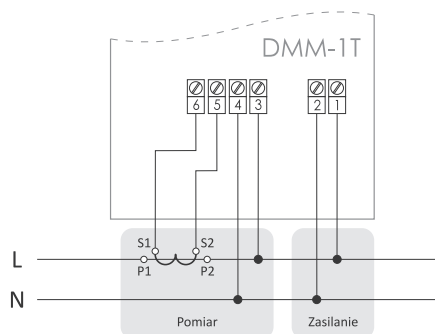 DMM-1T
6 5 4 3 2 1
S1 S2
L
P1 P2
N
Pomiar Zasilanie